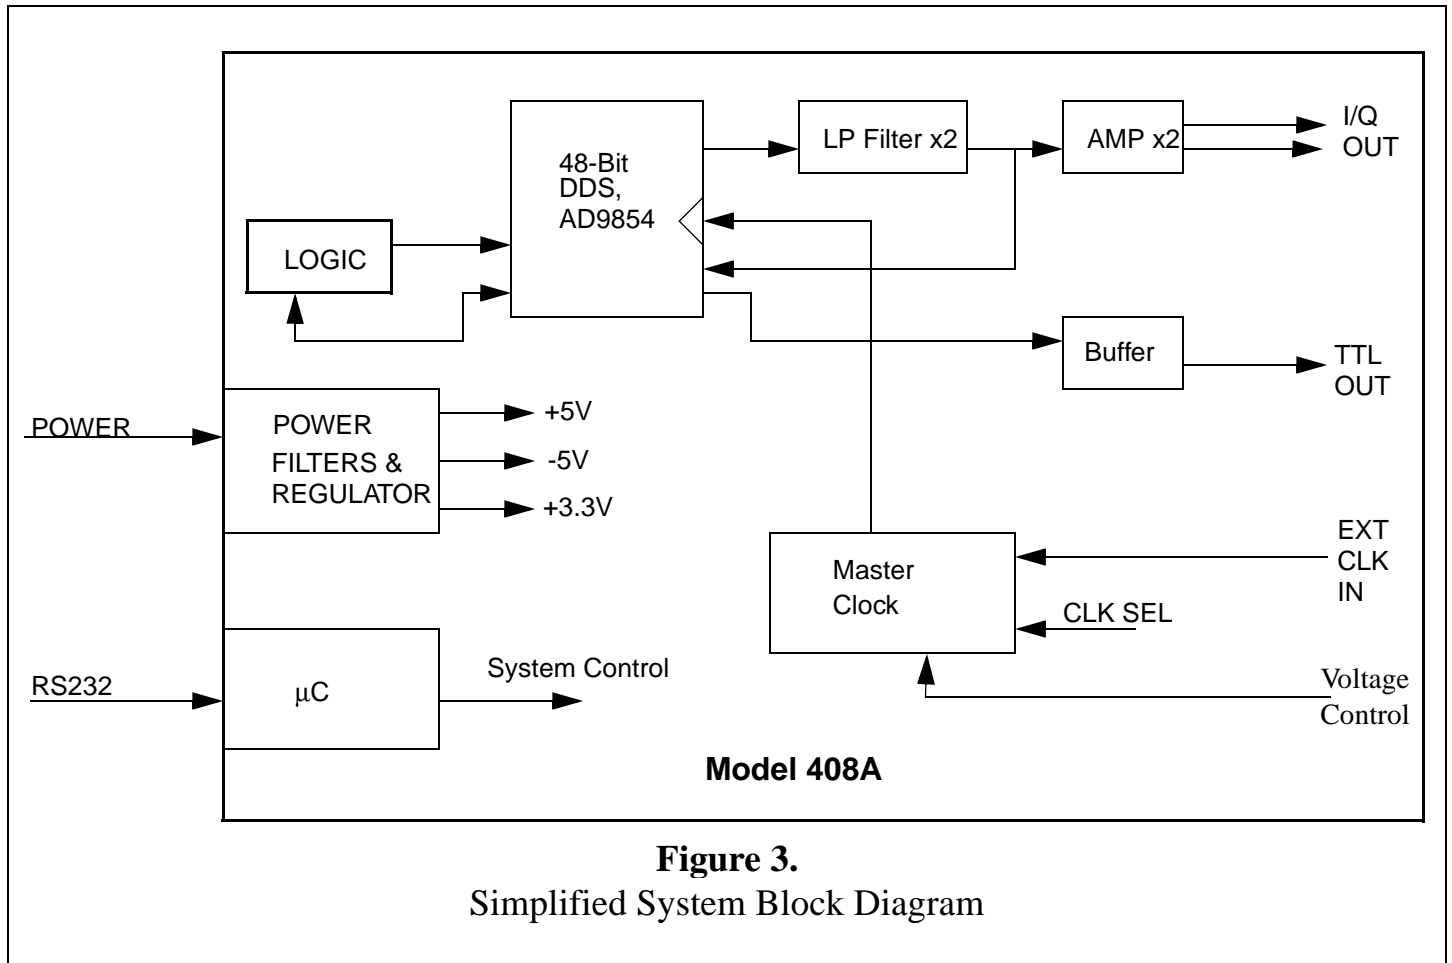 48-Bit
DDS,
AD9854
LP Filter x2
AMP x2
I/Q
OUT
LOGIC
Buffer
TTL
OUT
POWER
POWER
FILTERS &
REGULATOR
+5V
-5V
+3.3V
Master
Clock
EXT
CLK
IN
CLK SEL
RS232
µC
System Control
Voltage
Control
Model 408A
Figure 3.
Simplified System Block Diagram